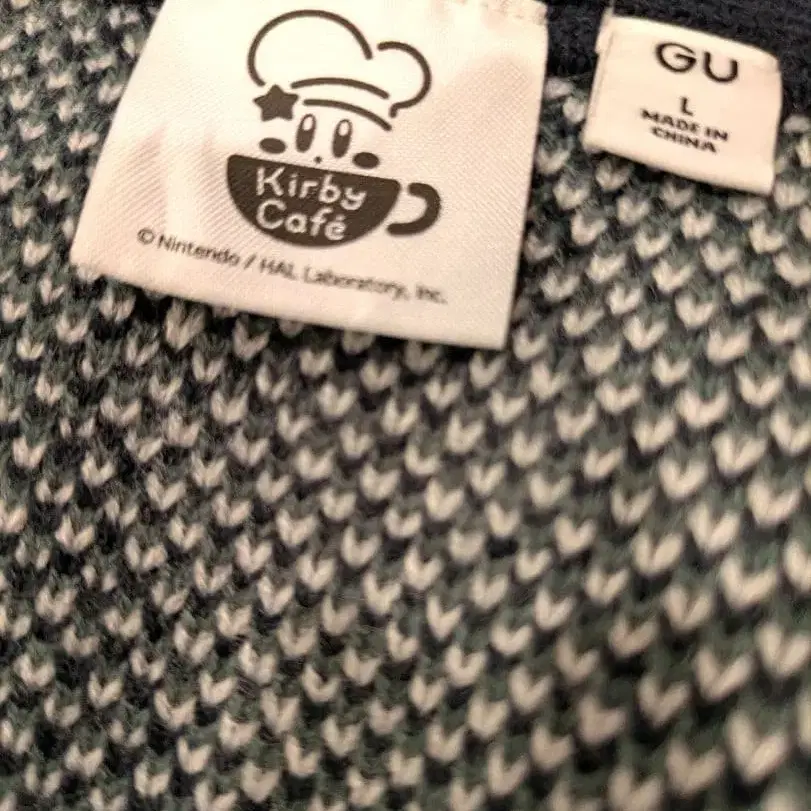 Kirby
Café
© Nintendo / HAL Laboratory, Inc.
GU
L
MADE IN
CHINA